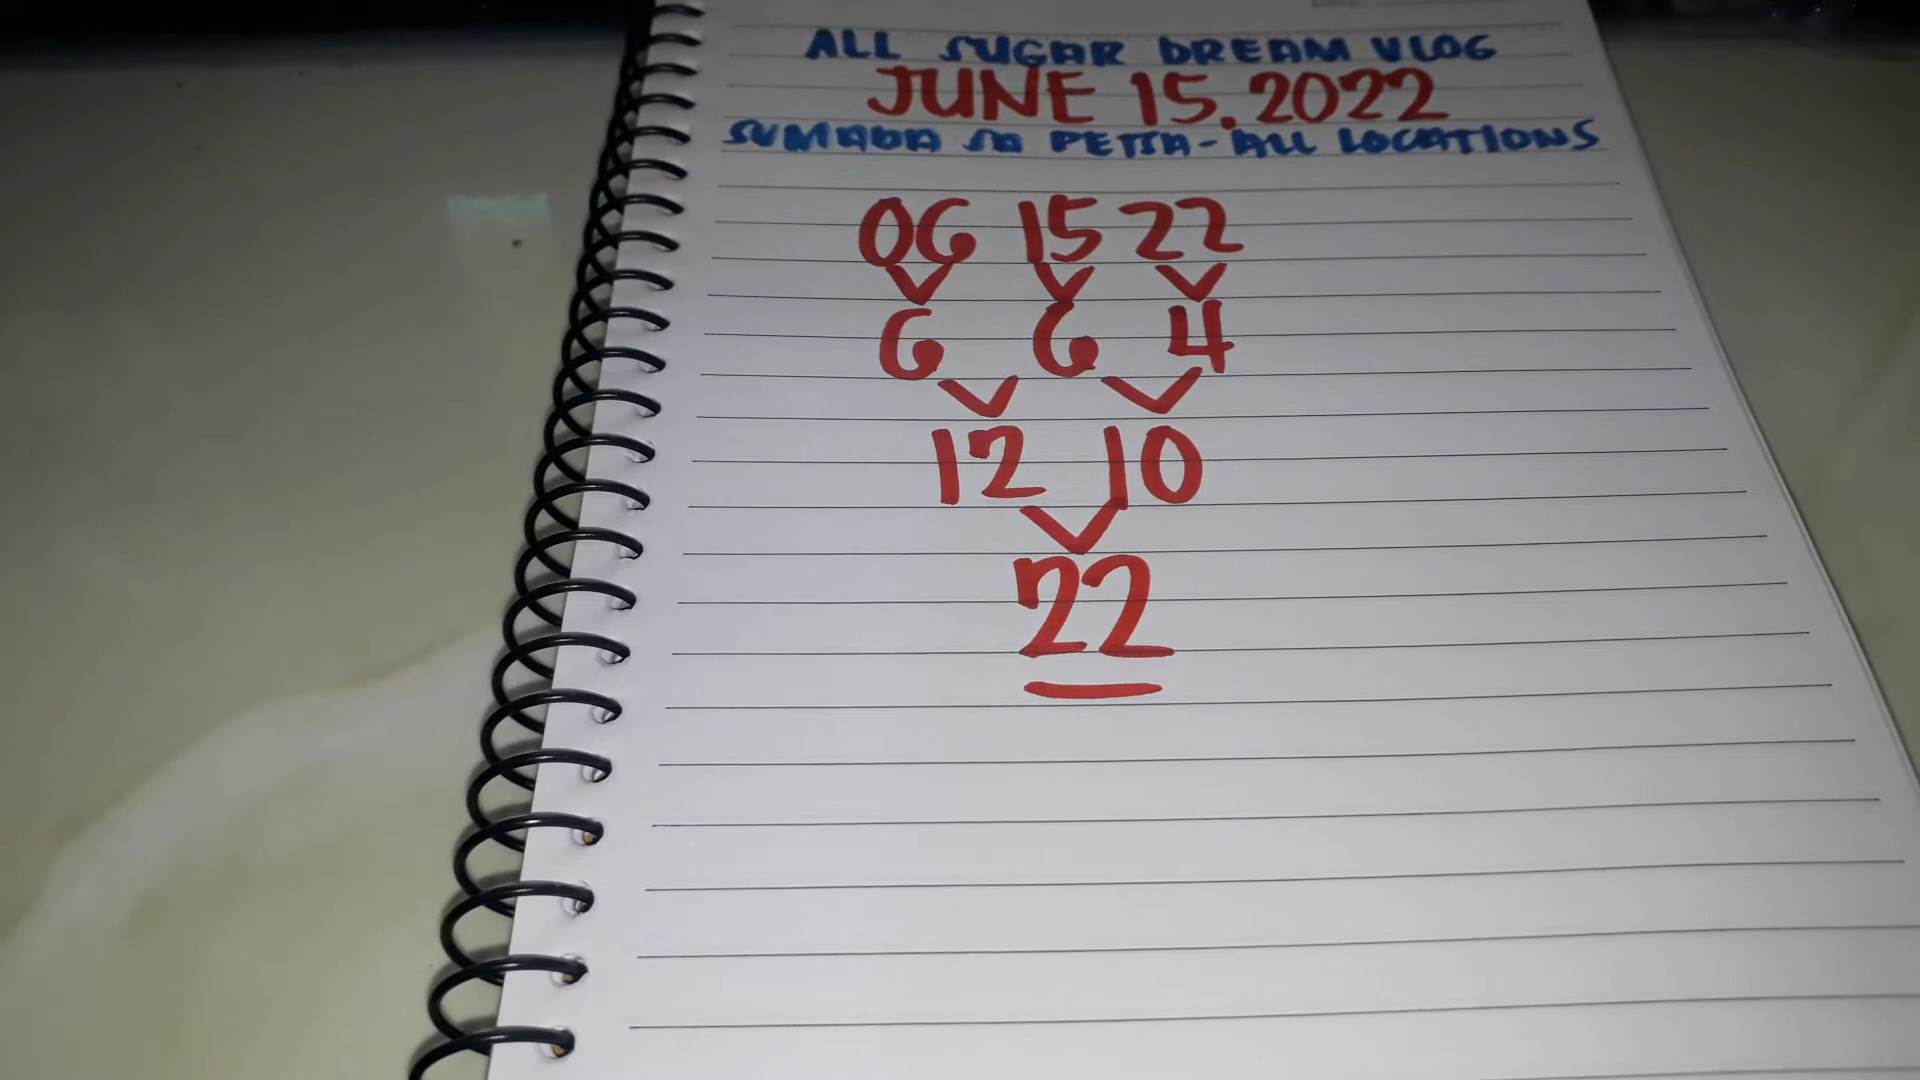 ALL SUGAR DREAM VLOG
JUNE 15.2022
SUMADA SA PETSA - ALL LOCATIONS
06 15 22
6 6 4
12 10
22